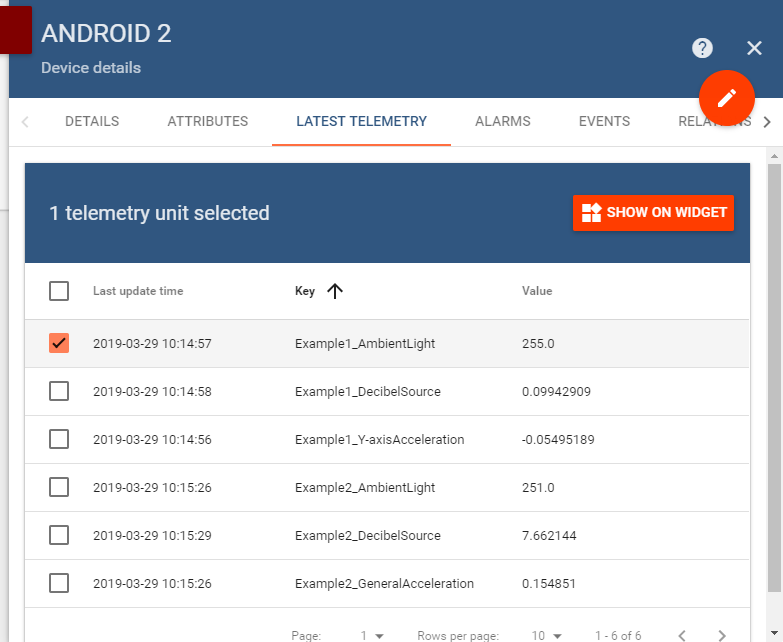 ANDROID 2
Device details
DETAILS ATTRIBUTES LATEST TELEMETRY ALARMS EVENTS
1 telemetry unit selected SHOW ON WIDGET
Last update time Key Value
2019-03-29 10:14:57 Example1_AmbientLight 255.0
2019-03-29 10:14:58 Example1_DecibelSource 0.09942909
2019-03-29 10:14:56 Example1_Y-axisAcceleration -0.05495189
2019-03-29 10:15:26 Example2_AmbientLight 251.0
2019-03-29 10:15:29 Example2_DecibelSource 7.662144
2019-03-29 10:15:26 Example2_GeneralAcceleration 0.154851
Page: 1 Rows per page: 10 1 - 6 of 6